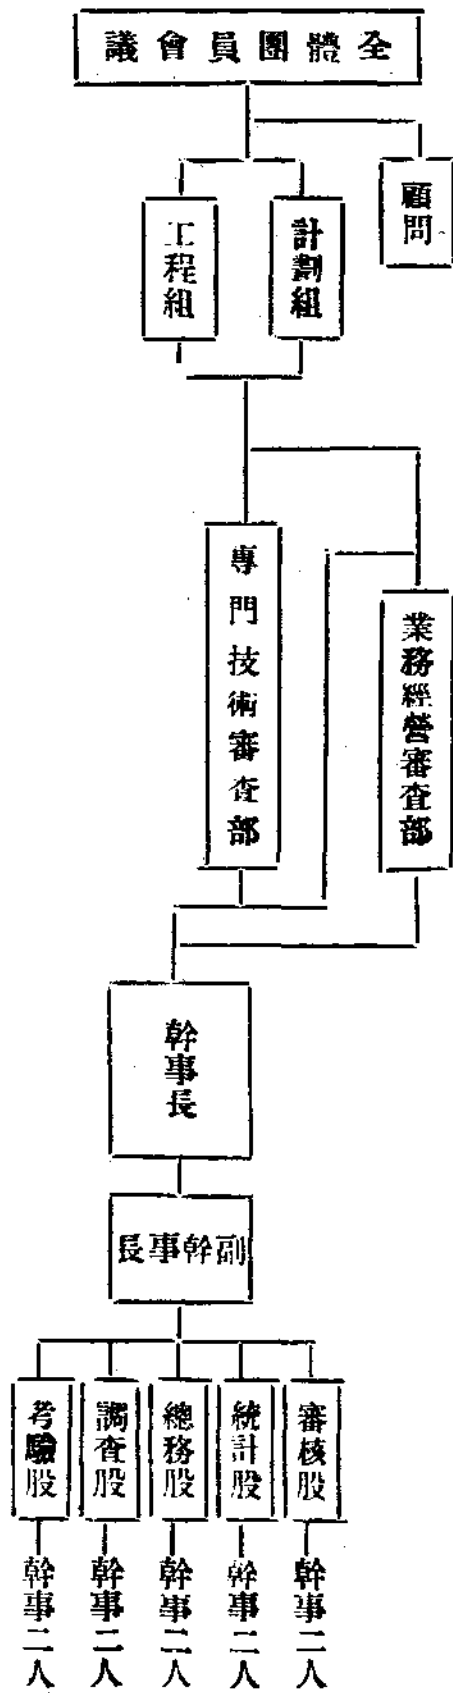 全體團員會議
顧問
計劃組
工程組
業務經營審查部
專門技術審查部
幹事長
副幹事長
審核股
統計股
總務股
調查股
考驗股
幹事二人
幹事二人
幹事二人
幹事二人
幹事二人